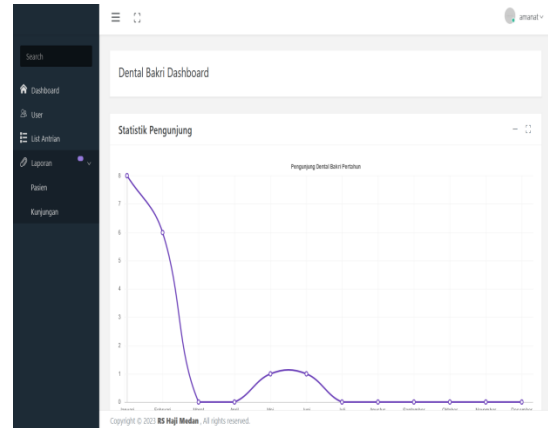 amanat
Search
Dental Bakri Dashboard
Dashboard
User
Statistik Pengunjung
List Antrian
Laporan
Pengunjung Dental Bakri Pertahun
Pasien
Kunjungan
8
7
6
5
4
3
2
1
0
Januari Februari Maret April Mei Juni Juli Agustus September Oktober November Desember
Copyright © 2023 RS Haji Medan, All rights reserved.